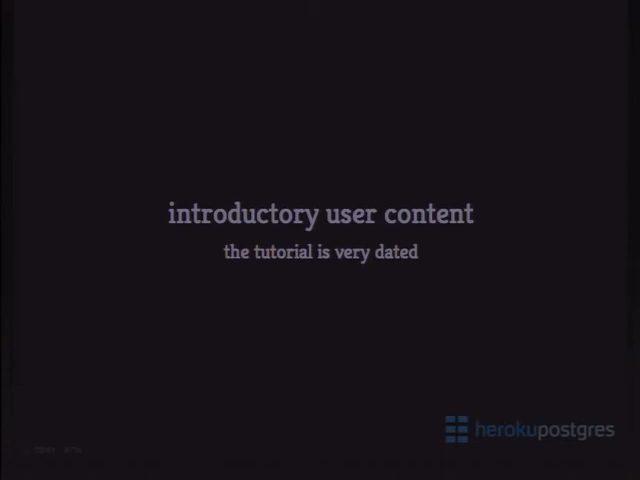 introductory user content
the tutorial is very dated
herokupostgres